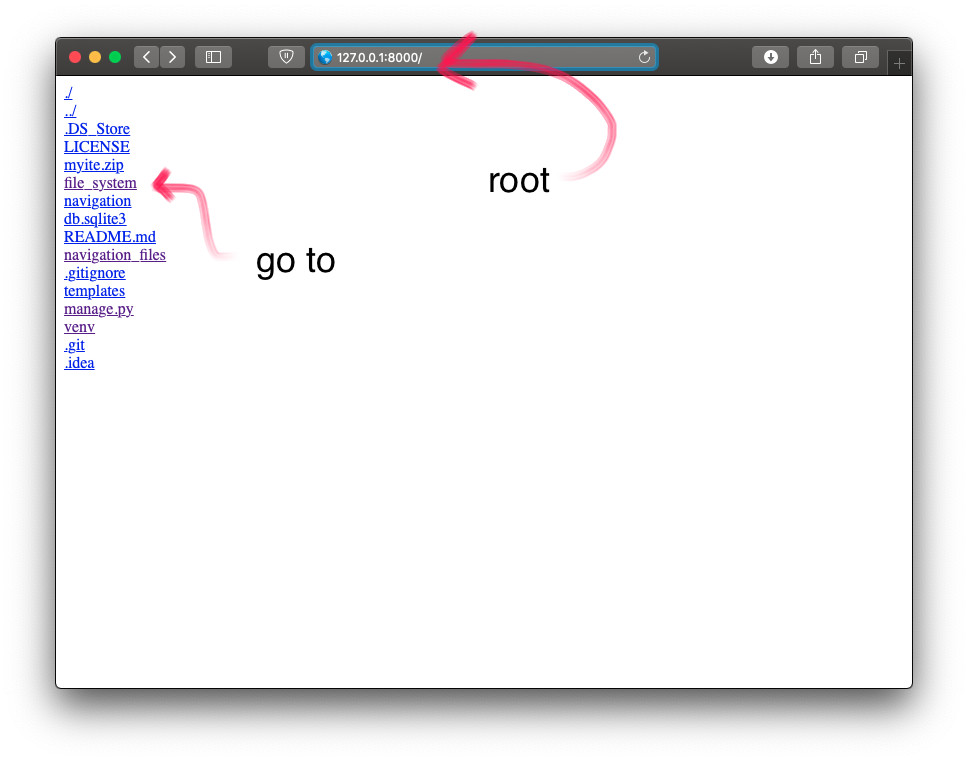 127.0.0.1:8000/
./
../
.DS_Store
LICENSE
myite.zip
file_system
navigation
db.sqlite3
README.md
navigation_files
.gitignore
templates
manage.py
venv
.git
.idea
root
go to